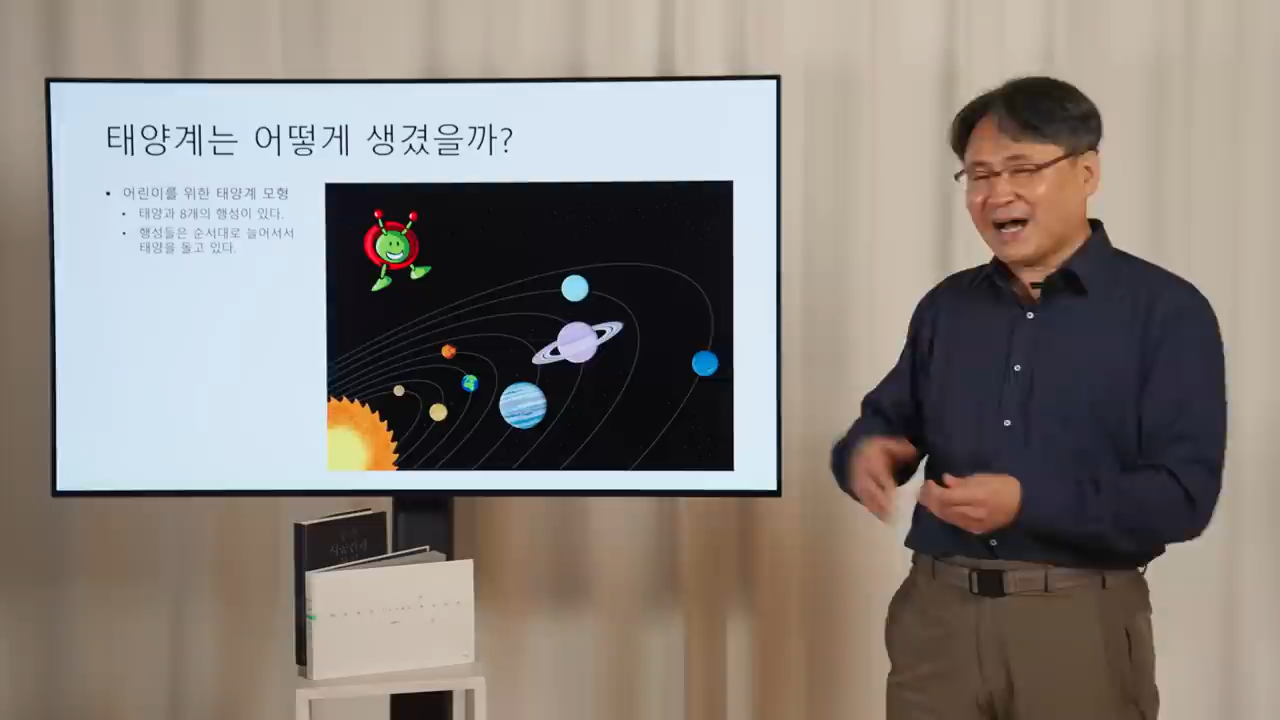 태양계는 어떻게 생겼을까?
• 어린이를 위한 태양계 모형
• 태양과 8개의 행성이 있다.
• 행성들은 순서대로 늘어서서
태양을 돌고 있다.